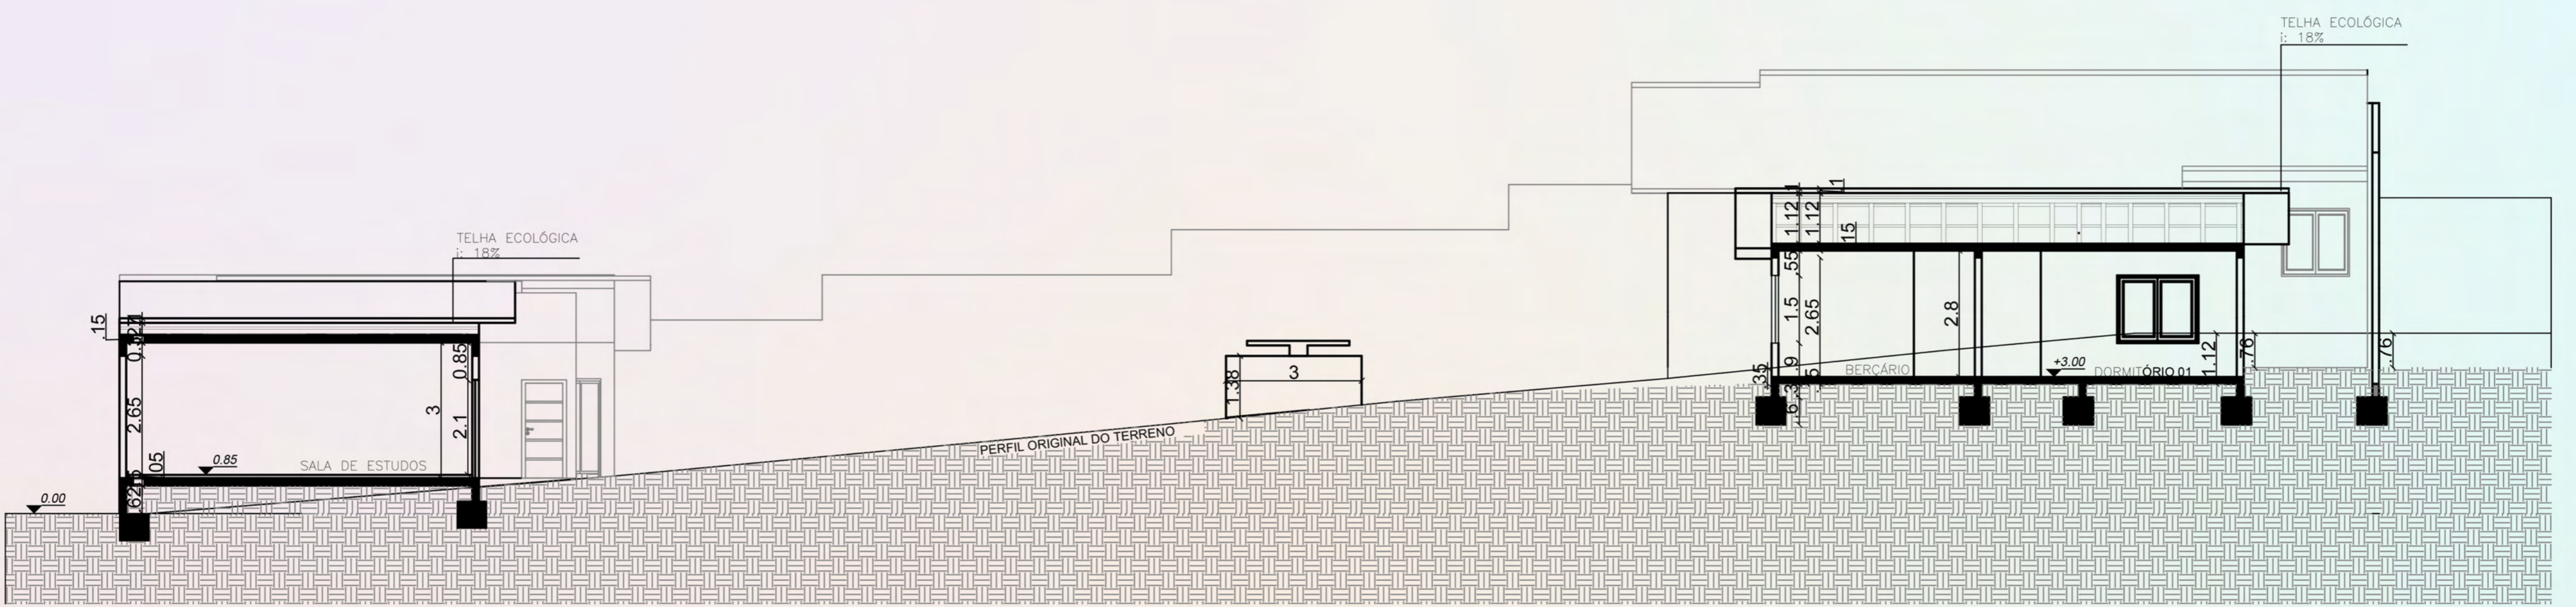 TELHA ECOLÓGICA
i: 18%
TELHA ECOLÓGICA
i: 18%
.15
2.65
.05
0.85
SALA DE ESTUDOS
3
0.85
2.1
0.00
PERFIL ORIGINAL DO TERRENO
1.38
3
1.12
1.12
15
.55
1.5
2.65
.9
.35
2.8
BERÇÁRIO
+3.00
DORMITÓRIO 01
1.12
.76
.76